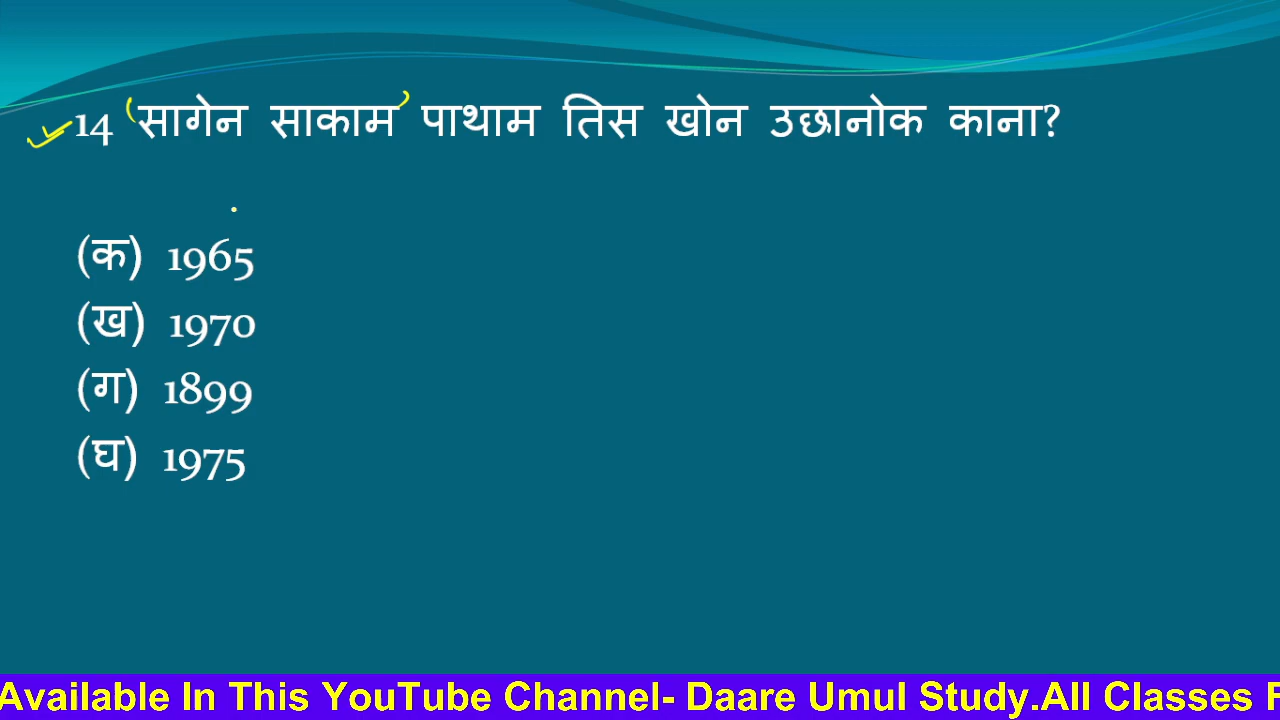 14 सागेन साकाम पाथाम तिस खोन उछानोक काना?
(क) 1965
(ख) 1970
(ग) 1899
(घ) 1975
Available In This YouTube Channel- Daare Umul Study.All Classes F